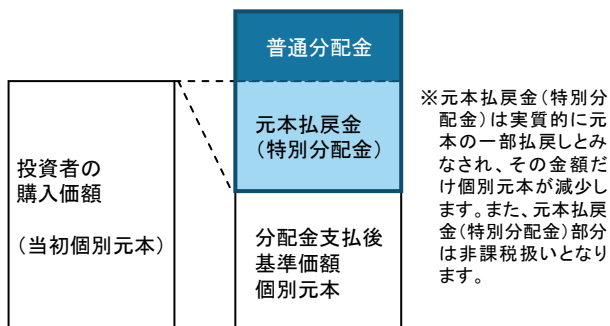 普通分配金
元本払戻金
（特別分配金）
投資者の
購入価額
（当初個別元本）
分配金支払後
基準価額
個別元本
※元本払戻金（特別分
配金）は実質的に元
本の一部払戻しとみ
なされ、その金額だ
け個別元本が減少し
ます。また、元本払戻
金（特別分配金）部分
は非課税扱いとなり
ます。